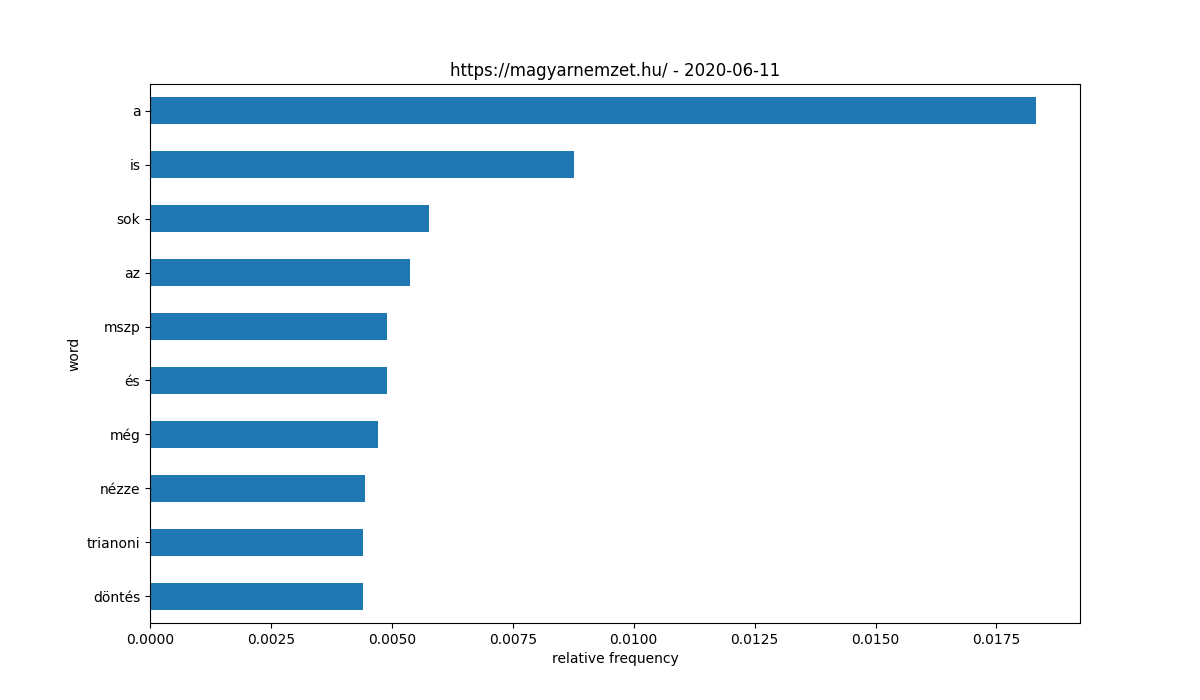 https://magyarnemzet.hu/ - 2020-06-11
a
is
sok
az
mszp
és
még
nézze
trianoni
döntés
word
0.0000 0.0025 0.0050 0.0075 0.0100 0.0125 0.0150 0.0175
relative frequency